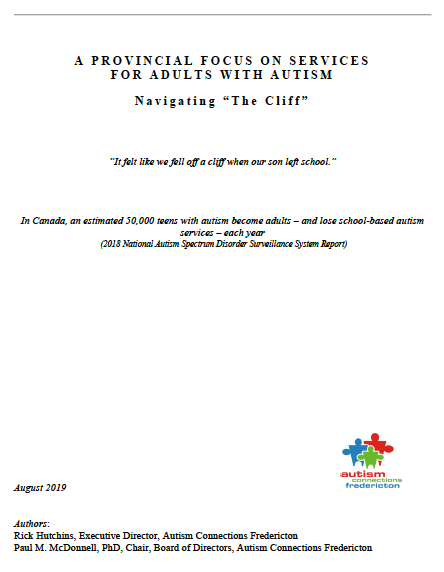 A PROVINCIAL FOCUS ON SERVICES
FOR ADULTS WITH AUTISM
Navigating “The Cliff”
"It felt like we fell off a cliff when our son left school."
In Canada, an estimated 50,000 teens with autism become adults – and lose school-based autism
services – each year
(2018 National Autism Spectrum Disorder Surveillance System Report)
autism
connections
fredericton
August 2019
Authors:
Rick Hutchins, Executive Director, Autism Connections Fredericton
Paul M. McDonnell, PhD, Chair, Board of Directors, Autism Connections Fredericton